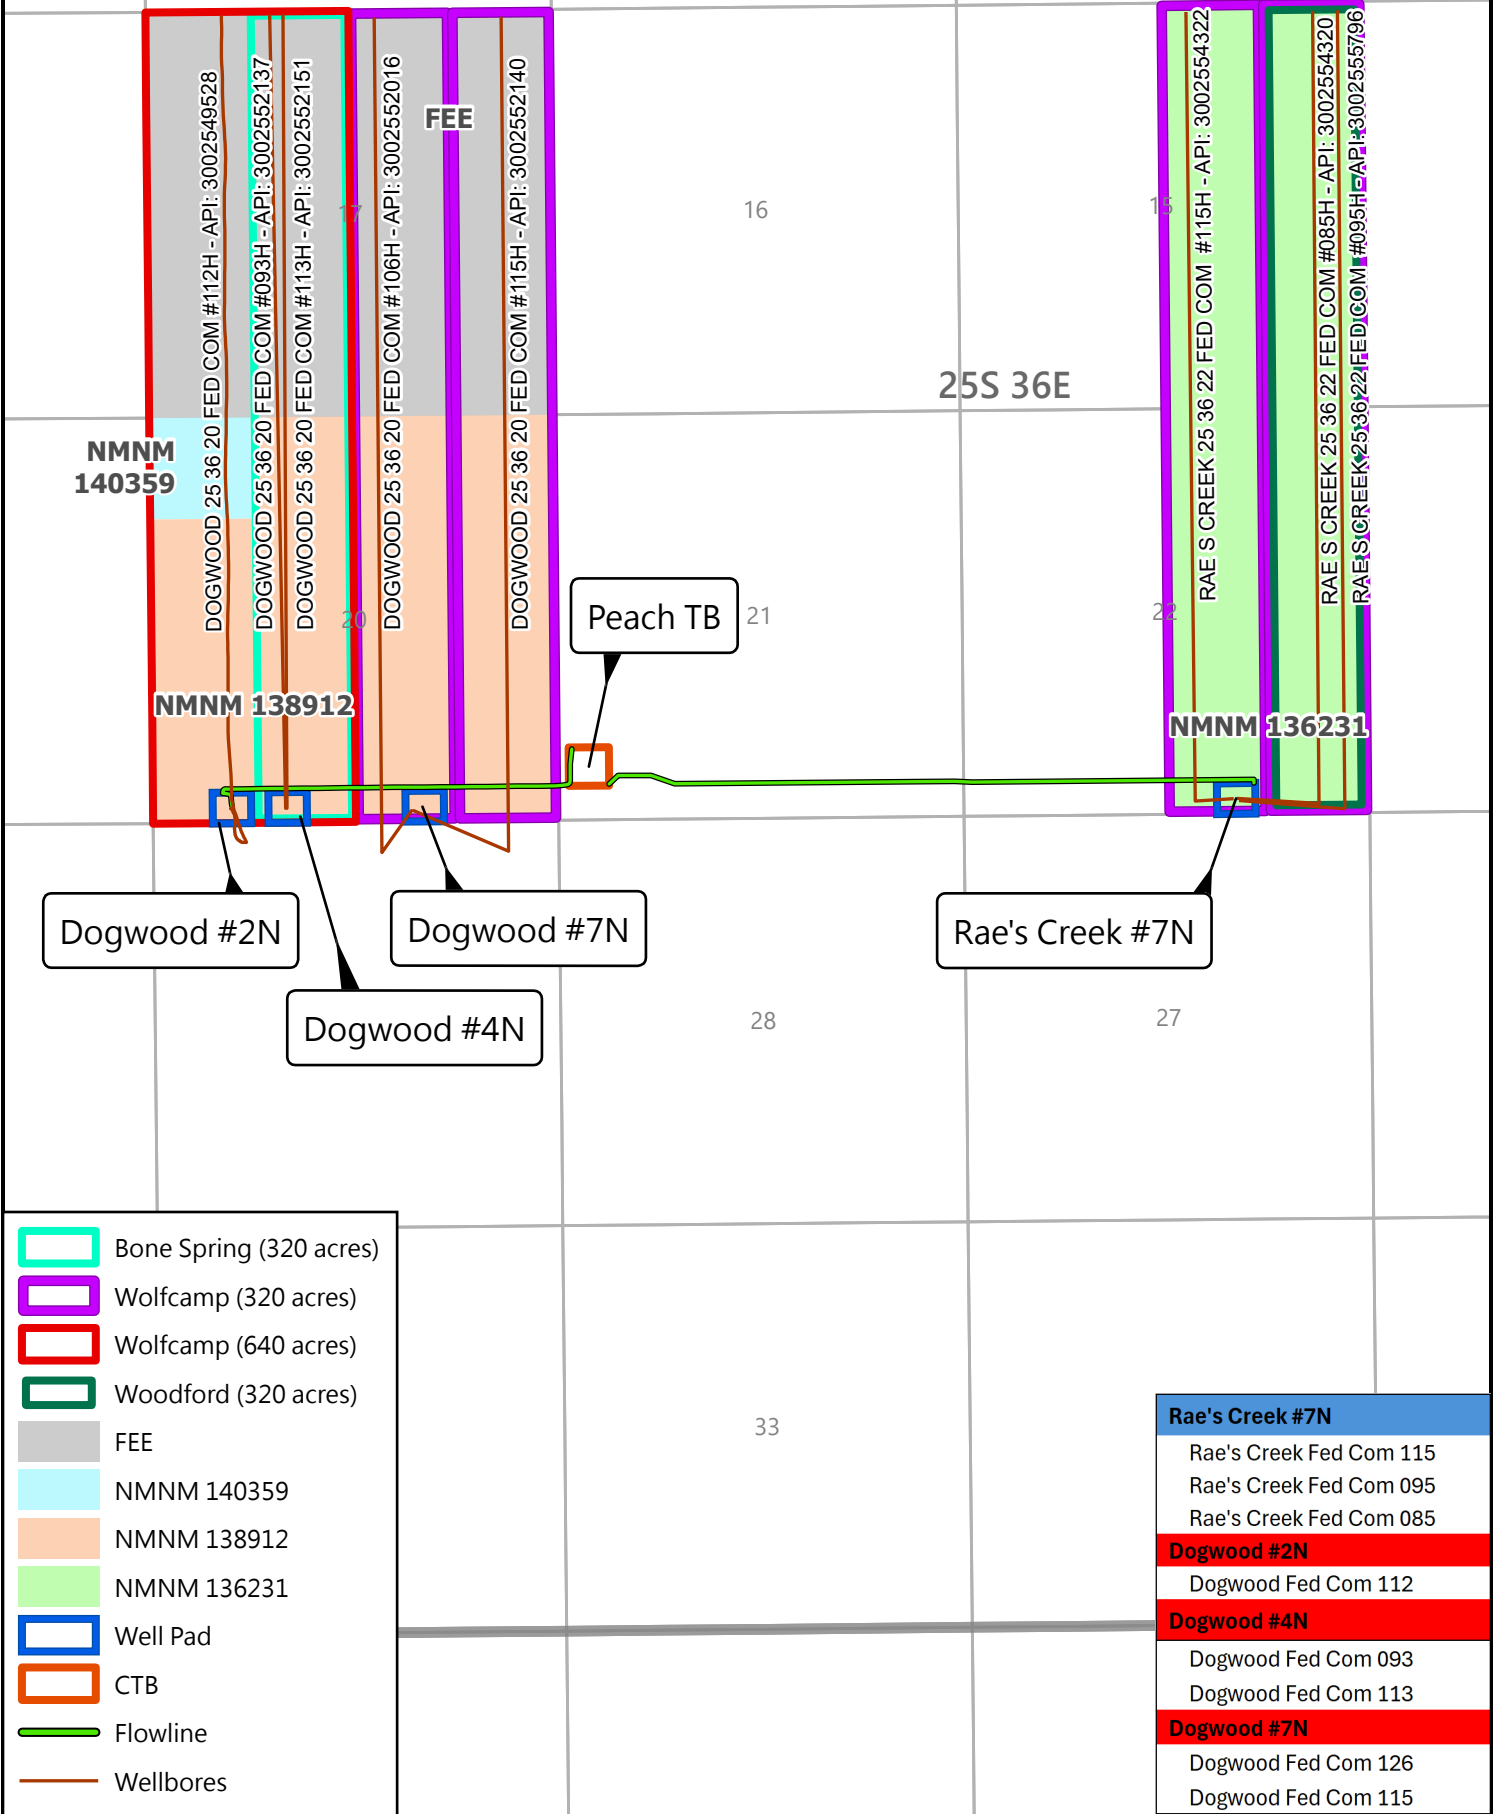 DOGWOOD 25 36 20 FED COM #112H - API: 3002549528
DOGWOOD 25 36 20 FED COM #093H - API: 3002552137
DOGWOOD 25 36 20 FED COM #113H - API: 3002552151
DOGWOOD 25 36 20 FED COM #106H - API: 3002552016
DOGWOOD 25 36 20 FED COM #115H - API: 3002552140
RAE S CREEK 25 36 22 FED COM #115H - API: 3002554322
RAE S CREEK 25 36 22 FED COM #085H - API: 3002554320
RAE S CREEK 25 36 22 FED COM #095H - API: 3002555796
FEE
17
16
15
25S 36E
NMNM
140359
20
Peach TB
21
22
NMNM 138912
NMNM 136231
Dogwood #2N
Dogwood #7N
Rae's Creek #7N
Dogwood #4N
28
27
33
Bone Spring (320 acres)
Wolfcamp (320 acres)
Wolfcamp (640 acres)
Woodford (320 acres)
FEE
NMNM 140359
NMNM 138912
NMNM 136231
Well Pad
CTB
Flowline
Wellbores
Rae's Creek #7N
Rae's Creek Fed Com 115
Rae's Creek Fed Com 095
Rae's Creek Fed Com 085
Dogwood #2N
Dogwood Fed Com 112
Dogwood #4N
Dogwood Fed Com 093
Dogwood Fed Com 113
Dogwood #7N
Dogwood Fed Com 126
Dogwood Fed Com 115